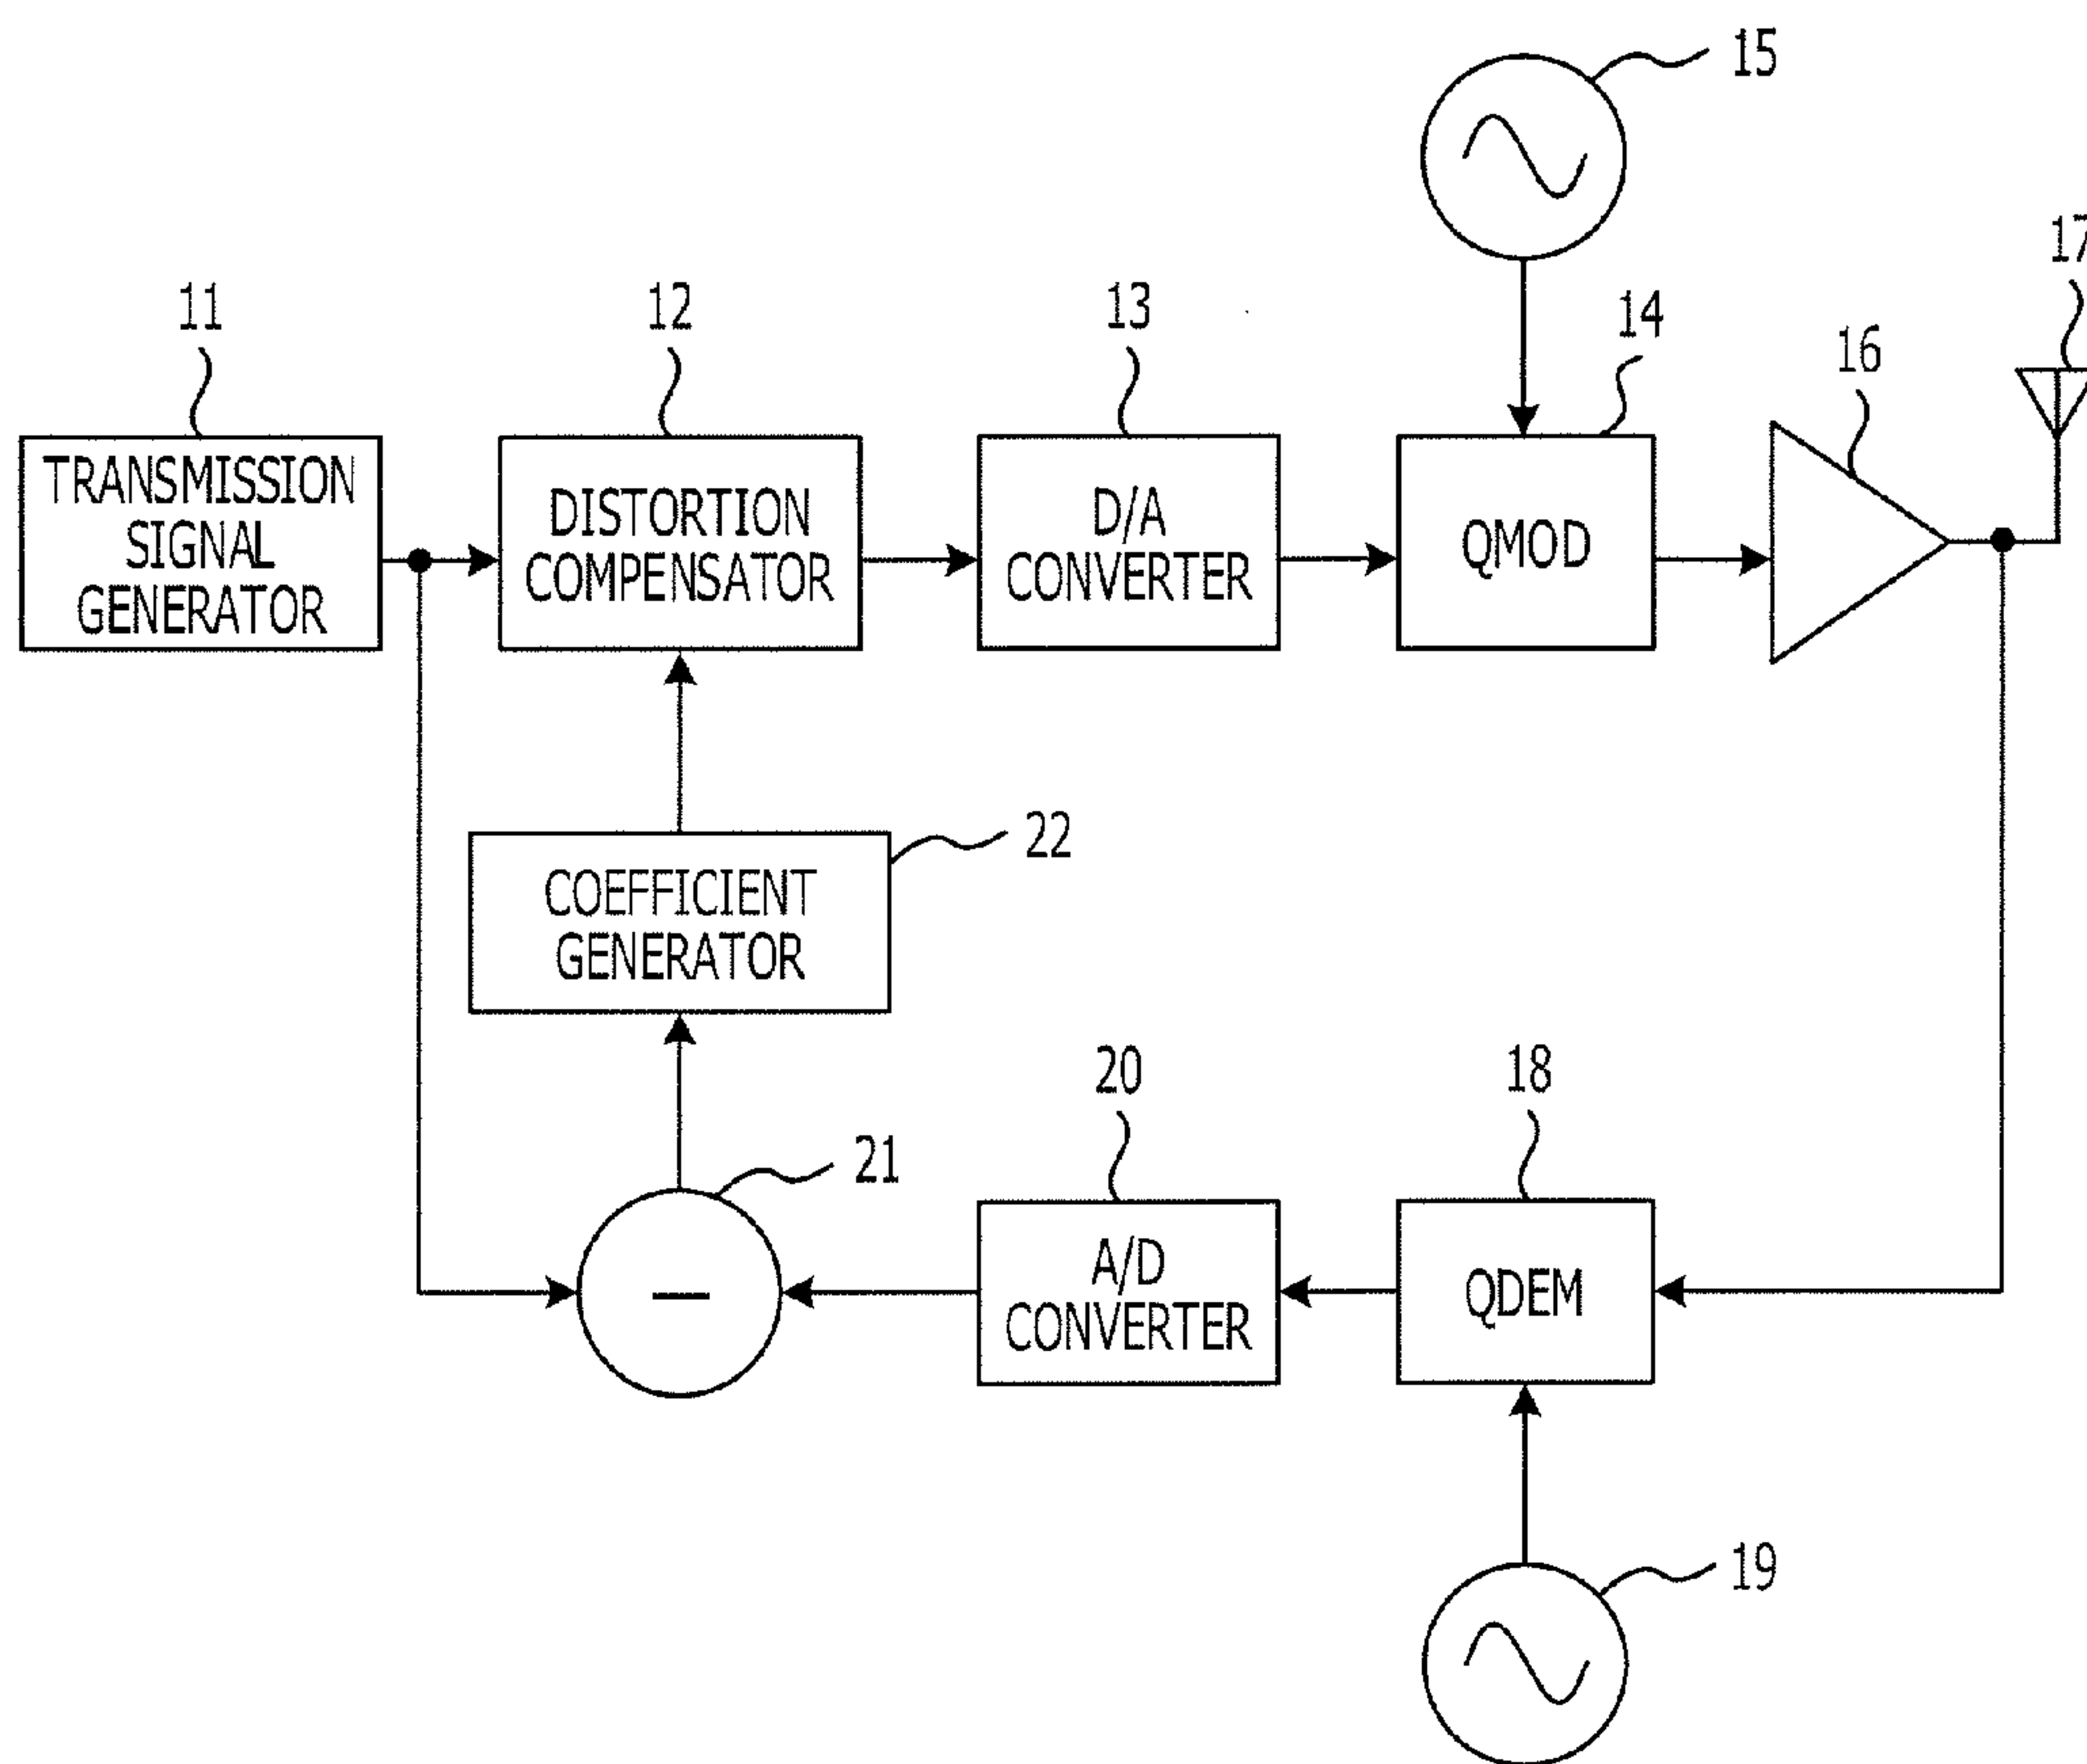 15
17
11
12
13
14
16
TRANSMISSION
SIGNAL
GENERATOR
DISTORTION
COMPENSATOR
D/A
CONVERTER
QMOD
22
COEFFICIENT
GENERATOR
20
18
21
A/D
CONVERTER
QDEM
—
19